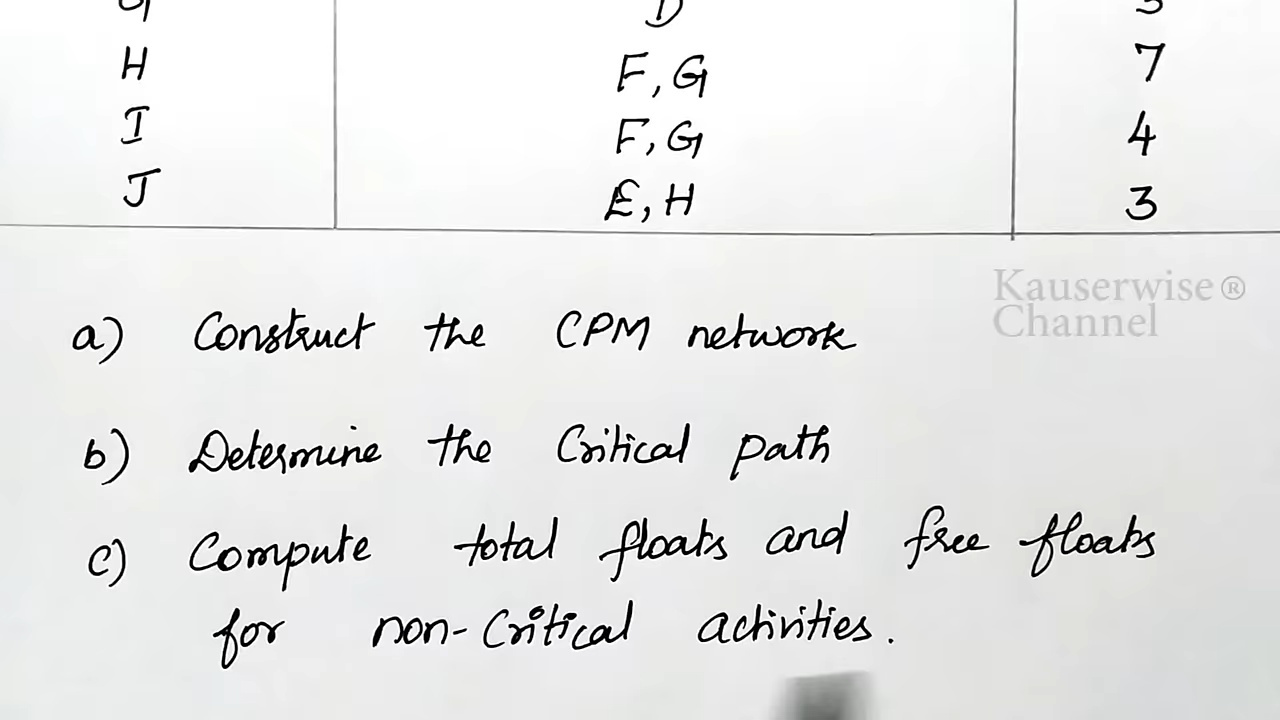 G D 5
H F, G 7
I F, G 4
J E, H 3
Kauserwise®
Channel
a) Construct the CPM network
b) Determine the Critical path
c) Compute total floats and free floats
for non-Critical activities.